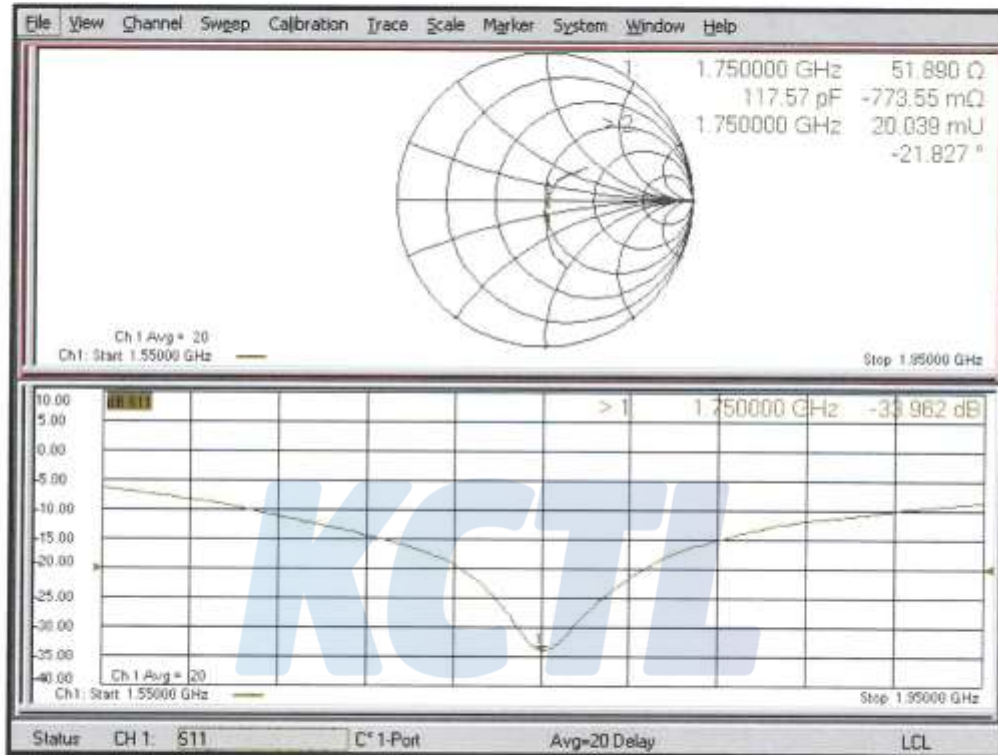 File View Channel Sweep Calibration Trace Scale Marker System Window Help
1 1.750000 GHz 51.890 Ω
117.57 pF -773.55 mΩ
> 2 1.750000 GHz 20.039 mU
-21.827 °
Ch 1 Avg = 20
Ch1: Start 1.55000 GHz
Stop 1.95000 GHz
10.00 dB S11 > 1 1.750000 GHz -33.962 dB
5.00
0.00
-5.00
-10.00
-15.00
-20.00
-25.00
-30.00
-35.00 1
-40.00 Ch 1 Avg = 20
Ch1: Start 1.55000 GHz
Stop 1.95000 GHz
KCTL
Status CH 1: S11 C* 1-Port Avg=20 Delay LCL